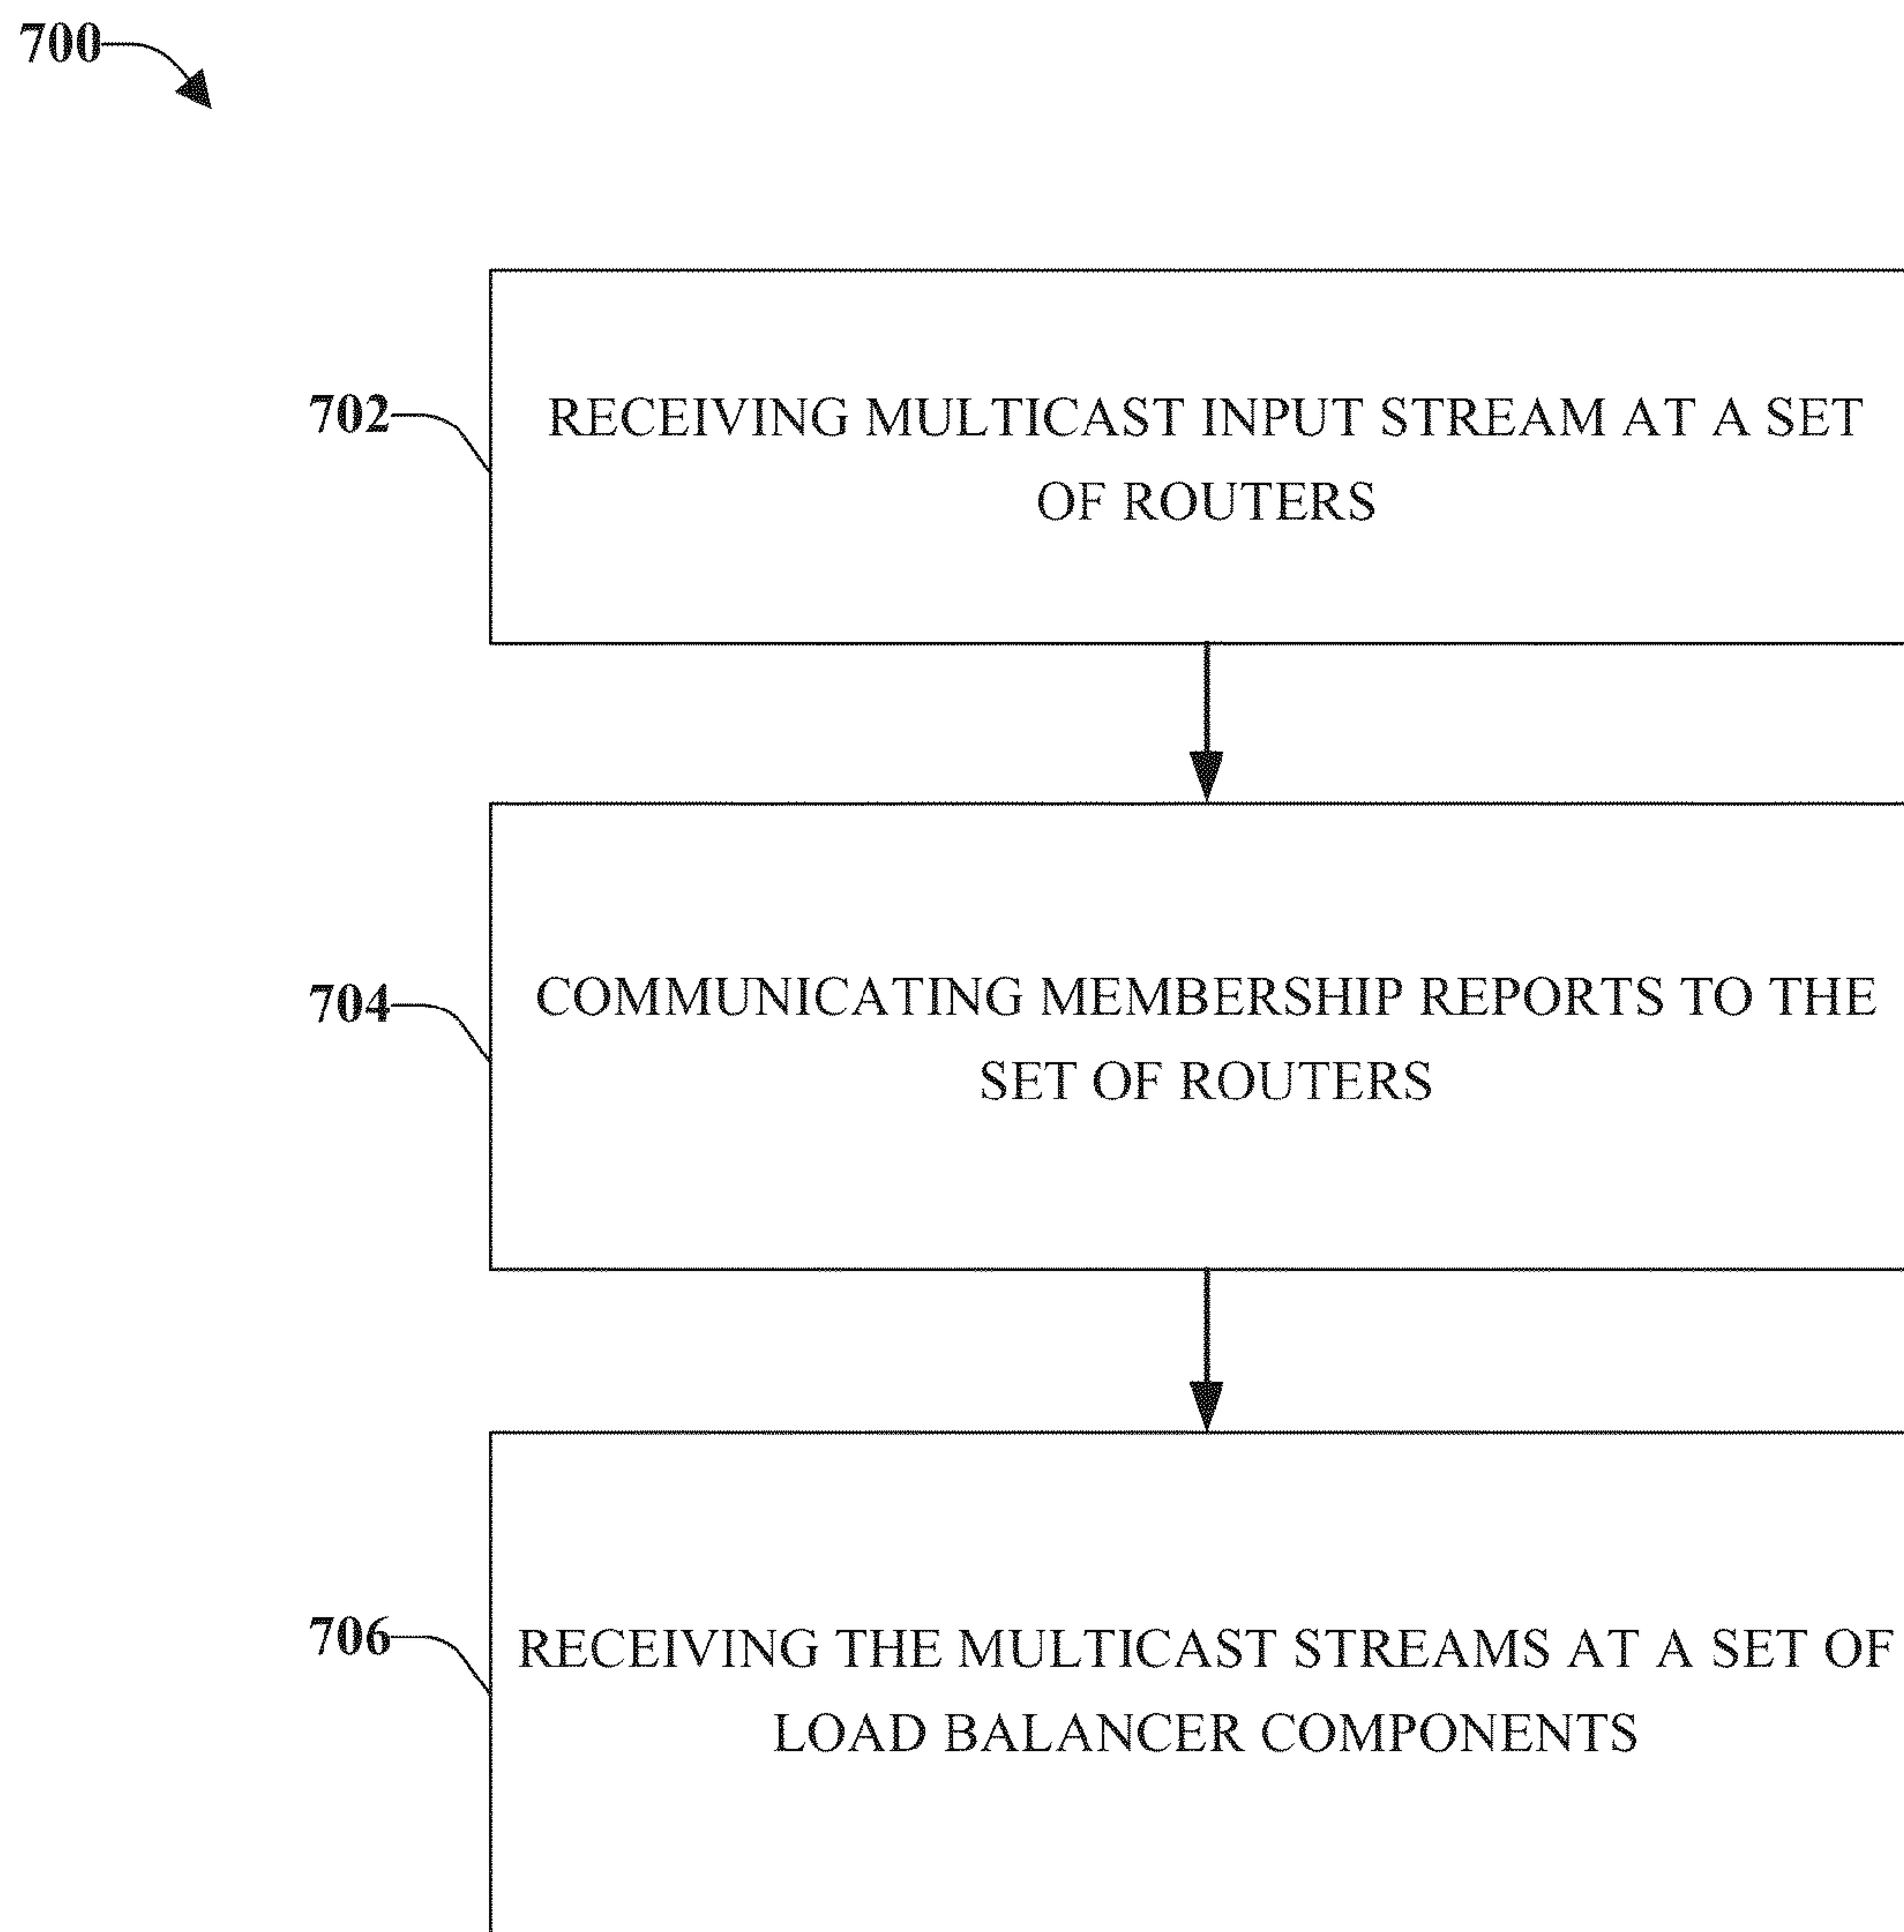 700
702
RECEIVING MULTICAST INPUT STREAM AT A SET
OF ROUTERS
704
COMMUNICATING MEMBERSHIP REPORTS TO THE
SET OF ROUTERS
706
RECEIVING THE MULTICAST STREAMS AT A SET OF
LOAD BALANCER COMPONENTS